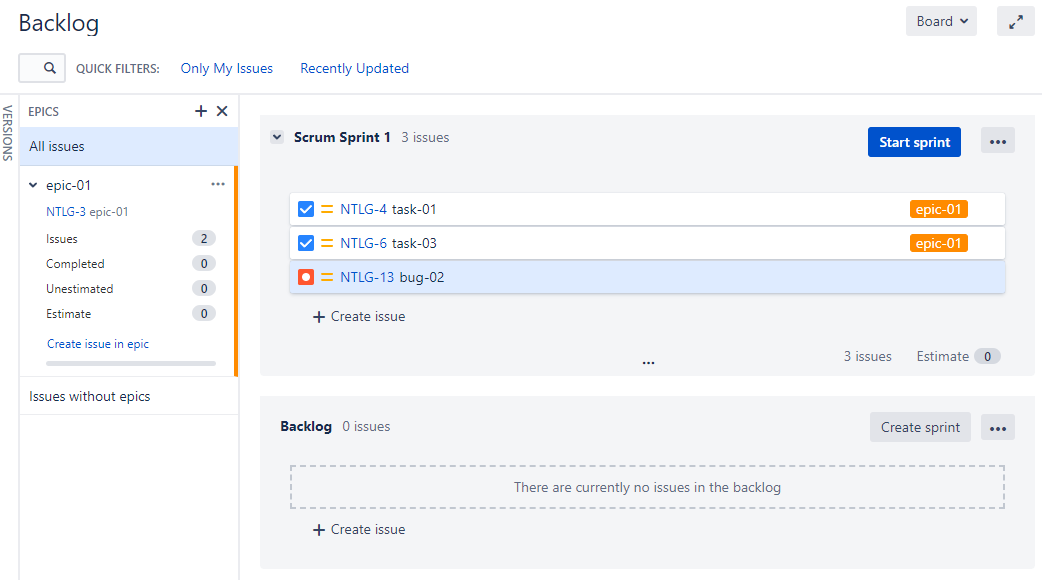 Backlog
Board
QUICK FILTERS: Only My Issues Recently Updated
VERSIONS
EPICS
All issues
epic-01
NTLG-3 epic-01
Issues 2
Completed 0
Unestimated 0
Estimate 0
Create issue in epic
Issues without epics
Scrum Sprint 1 3 issues
Start sprint
NTLG-4 task-01 epic-01
NTLG-6 task-03 epic-01
NTLG-13 bug-02
+ Create issue
3 issues Estimate 0
Backlog 0 issues
Create sprint
There are currently no issues in the backlog
+ Create issue